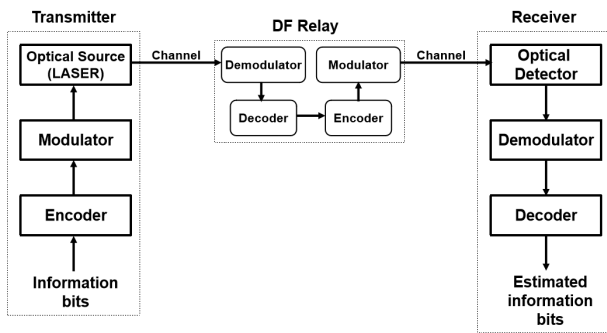 Transmitter
Optical Source
(LASER)
Modulator
Encoder
Information
bits
Channel
DF Relay
Demodulator
Modulator
Decoder
Encoder
Channel
Receiver
Optical
Detector
Demodulator
Decoder
Estimated
information
bits